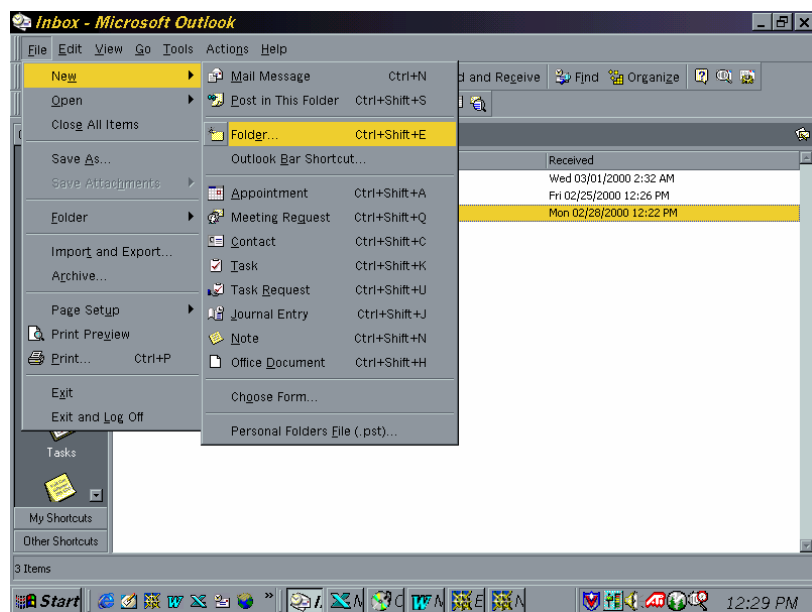 Inbox - Microsoft Outlook
File Edit View Go Tools Actions Help
New
Open
Close All Items
Save As...
Save Attachments
Folder
Import and Export...
Archive...
Page Setup
Print Preview
Print... Ctrl+P
Exit
Exit and Log Off
Mail Message Ctrl+N
Post in This Folder Ctrl+Shift+S
Folder... Ctrl+Shift+E
Outlook Bar Shortcut...
Appointment Ctrl+Shift+A
Meeting Request Ctrl+Shift+Q
Contact Ctrl+Shift+C
Task Ctrl+Shift+K
Task Request Ctrl+Shift+U
Journal Entry Ctrl+Shift+J
Note Ctrl+Shift+N
Office Document Ctrl+Shift+H
Choose Form...
Personal Folders File (.pst)...
d and Receive Find Organize
Received
Wed 03/01/2000 2:32 AM
Fri 02/25/2000 12:26 PM
Mon 02/28/2000 12:22 PM
Tasks
My Shortcuts
Other Shortcuts
3 Items
Start 12:29 PM